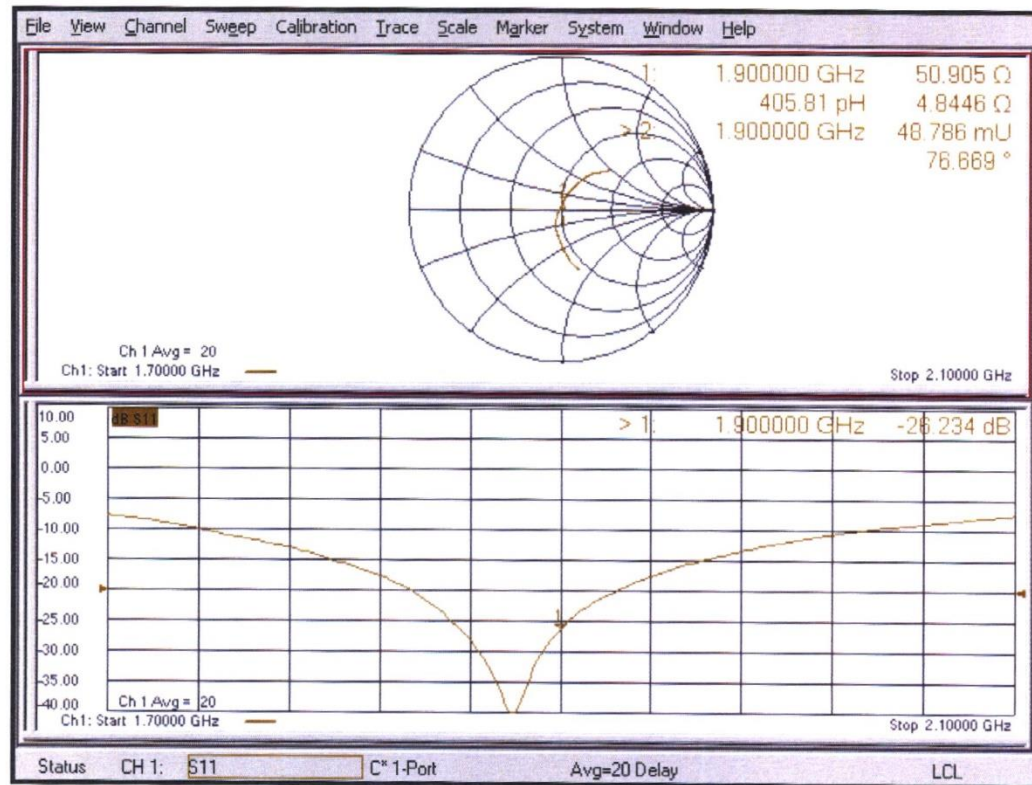 File View Channel Sweep Calibration Trace Scale Marker System Window Help
1: 1.900000 GHz 50.905 Ω
405.81 pH 4.8446 Ω
> 2: 1.900000 GHz 48.786 mU
76.669 °
Ch 1 Avg = 20
Ch1: Start 1.70000 GHz
Stop 2.10000 GHz
10.00
dB S11
> 1: 1.900000 GHz -26.234 dB
5.00
0.00
-5.00
-10.00
-15.00
-20.00
-25.00
1
-30.00
-35.00
-40.00
Ch 1 Avg = 20
Ch1: Start 1.70000 GHz
Stop 2.10000 GHz
Status CH 1: S11 C* 1-Port Avg=20 Delay LCL